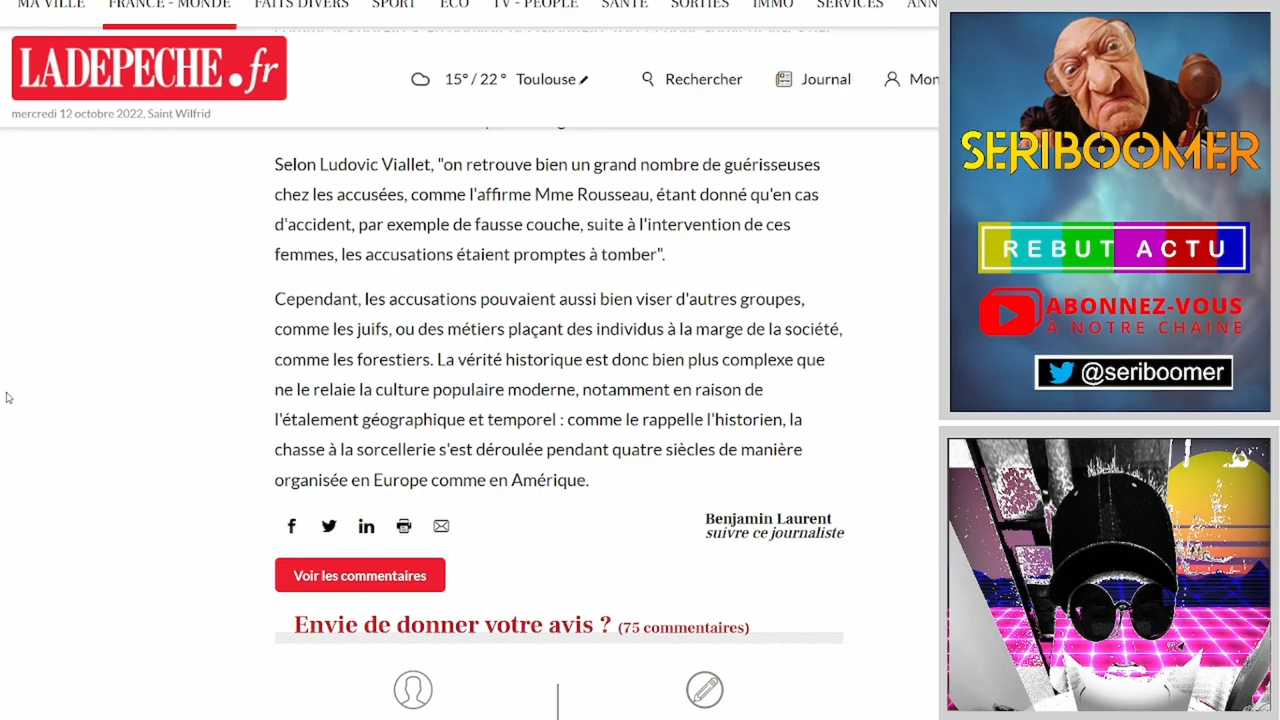 MA VILLE FRANCE - MONDE FAITS DIVERS SPORT ÉCO TV - PEOPLE SANTÉ SORTIES IMMO SERVICES ANN
LADEPECHE.fr
15° / 22 ° Toulouse
Rechercher
Journal
Mon
mercredi 12 octobre 2022, Saint Wilfrid
Selon Ludovic Viallet, "on retrouve bien un grand nombre de guérisseuses
chez les accusées, comme l'affirme Mme Rousseau, étant donné qu'en cas
d'accident, par exemple de fausse couche, suite à l'intervention de ces
femmes, les accusations étaient promptes à tomber".
Cependant, les accusations pouvaient aussi bien viser d'autres groupes,
comme les juifs, ou des métiers plaçant des individus à la marge de la société,
comme les forestiers. La vérité historique est donc bien plus complexe que
ne le relaie la culture populaire moderne, notamment en raison de
l'étalement géographique et temporel : comme le rappelle l'historien, la
chasse à la sorcellerie s'est déroulée pendant quatre siècles de manière
organisée en Europe comme en Amérique.
Benjamin Laurent
suivre ce journaliste
Voir les commentaires
Envie de donner votre avis ? (75 commentaires)
SERIBOOMER
REBUT ACTU
ABONNEZ-VOUS
À NOTRE CHAINE
@seriboomer